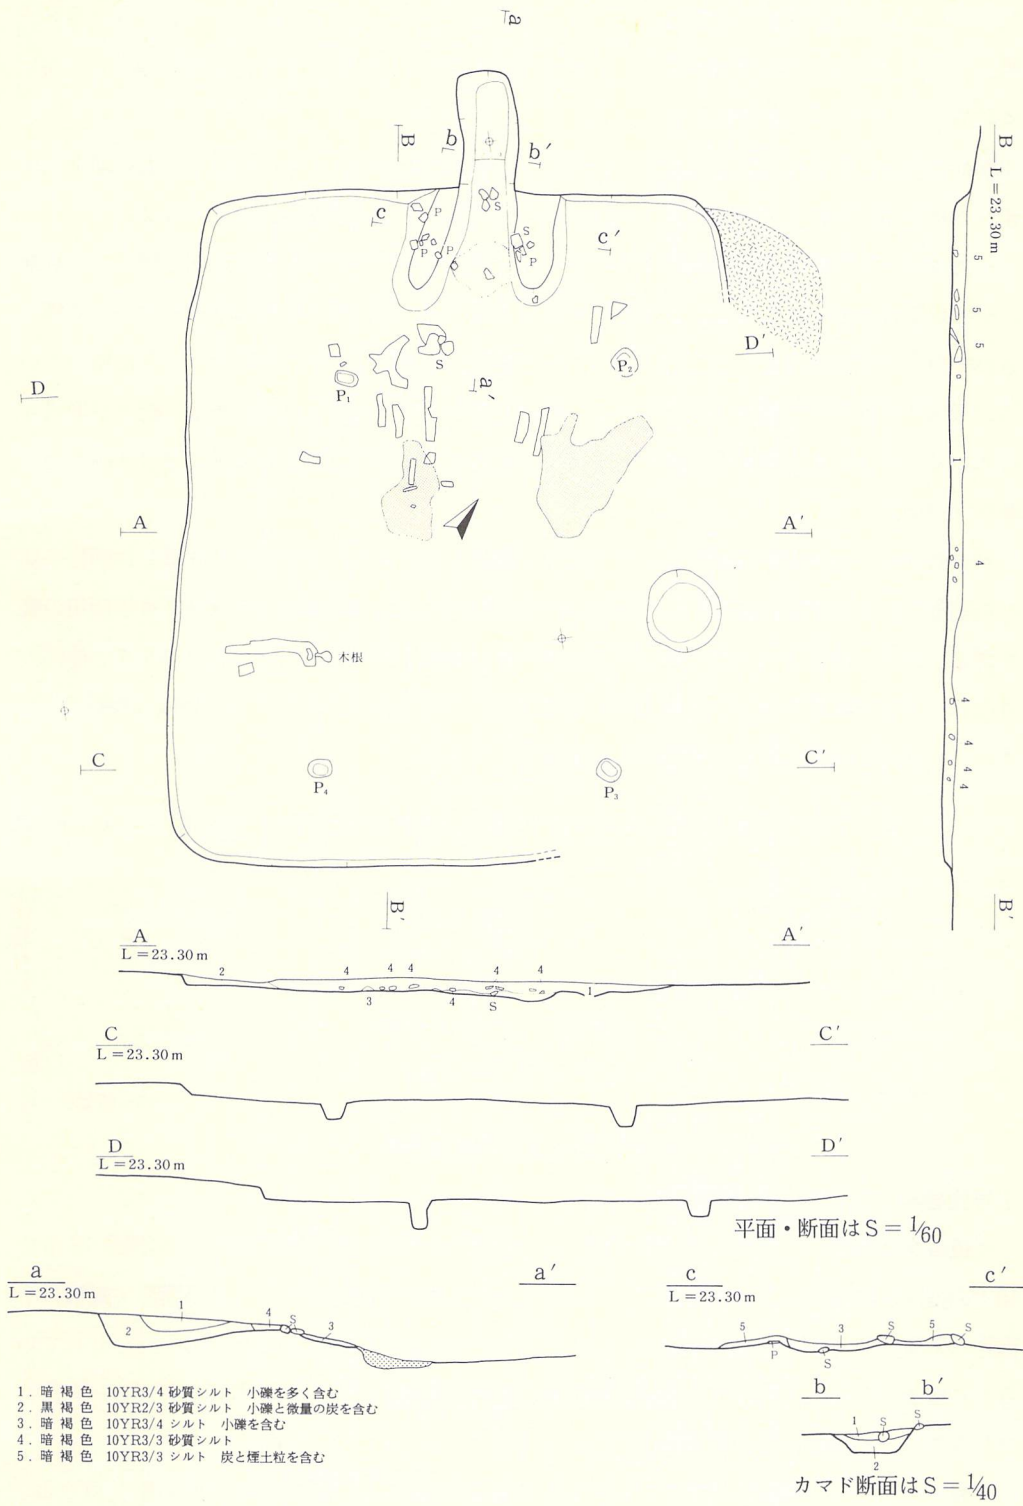 a
B
b
b′
B
L＝23.30m
c
P
S
S
c′
P
P
P
5
5
5
D′
S
P₂
D
P₁
a′
1
A
A′
4
木根
4
C
C′
4
P₄
P₃
4
4
B′
B′
A
L＝23.30m
A′
2
4
4 4
4
4
3
4
S
1
C
L＝23.30m
C′
D
L＝23.30m
D′
平面・断面はS＝1/60
a
L＝23.30m
a′
c
L＝23.30m
c′
1
4
S
3
2
5
3
S
5
S
P
S
b
b′
1
S
S
2
1．暗褐色 10YR3/4 砂質シルト 小礫を多く含む
2．黒褐色 10YR2/3 砂質シルト 小礫と微量の炭を含む
3．暗褐色 10YR3/4 シルト 小礫を含む
4．暗褐色 10YR3/3 砂質シルト
5．暗褐色 10YR3/3 シルト 炭と煙土粒を含む
カマド断面はS＝1/40